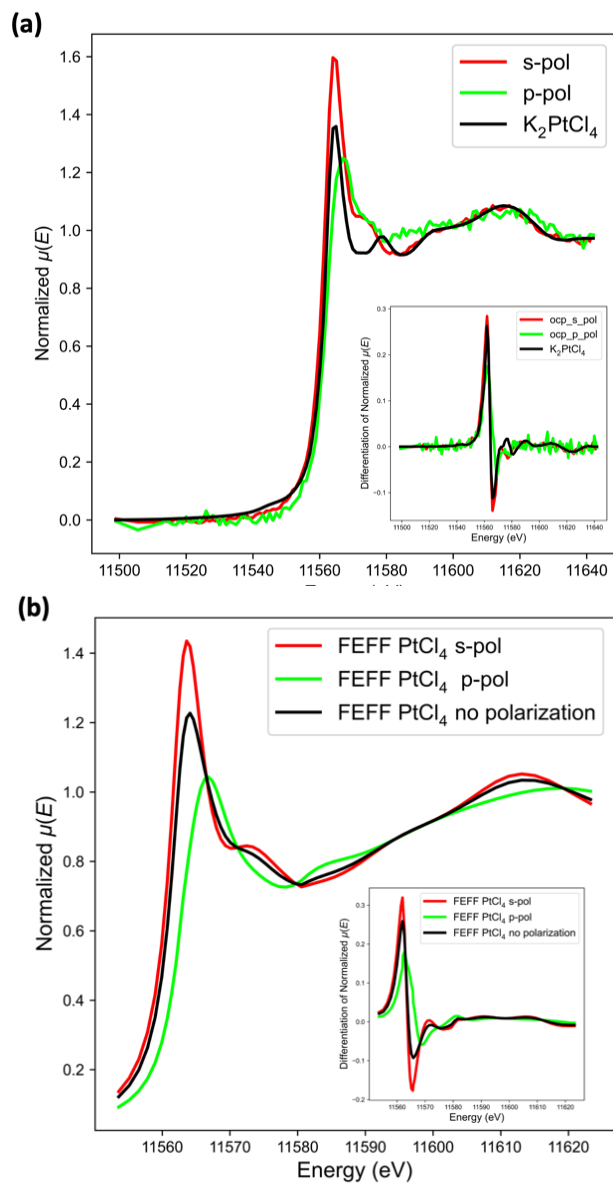 (a)
1.6
1.4
1.2
1.0
0.8
0.6
0.4
0.2
0.0
Normalized μ(E)
s-pol
p-pol
K₂PtCl₄
0.3
0.2
0.1
0.0
−0.1
Differentiation of Normalized μ(E)
ocp_s_pol
ocp_p_pol
K₂PtCl₄
11500 11520 11540 11560 11580 11600 11620 11640
Energy (eV)
11500 11520 11540 11560 11580 11600 11620 11640
(b)
1.4
1.2
1.0
0.8
0.6
0.4
0.2
Normalized μ(E)
FEFF PtCl₄ s-pol
FEFF PtCl₄ p-pol
FEFF PtCl₄ no polarization
0.3
0.2
0.1
0.0
−0.1
−0.2
Differentiation of Normalized μ(E)
FEFF PtCl₄ s-pol
FEFF PtCl₄ p-pol
FEFF PtCl₄ no polarization
11560 11570 11580 11590 11600 11610 11620
Energy (eV)
11560 11570 11580 11590 11600 11610 11620
Energy (eV)